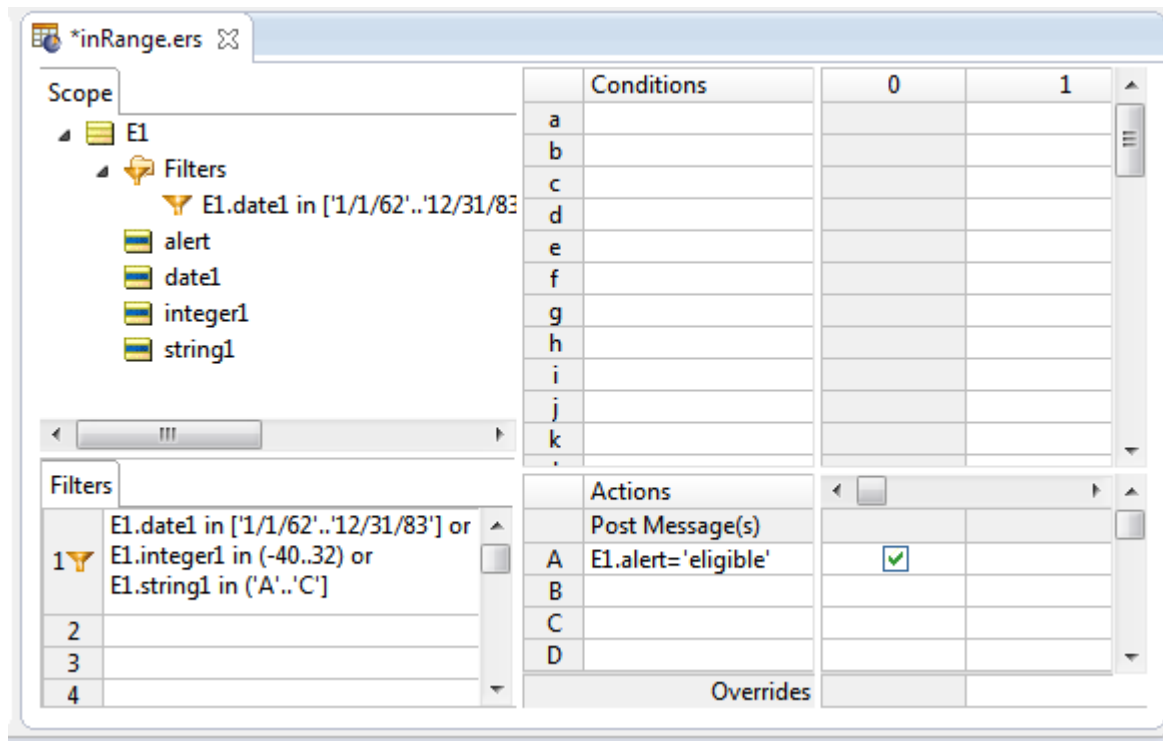 *inRange.ers
Scope
E1
Filters
E1.date1 in ['1/1/62'..'12/31/83
alert
date1
integer1
string1
Conditions 0 1
a
b
c
d
e
f
g
h
i
j
k
Filters
1 E1.date1 in ['1/1/62'..'12/31/83'] or
E1.integer1 in (-40..32) or
E1.string1 in ('A'..'C']
2
3
4
Actions
Post Message(s)
A E1.alert='eligible'
B
C
D
Overrides